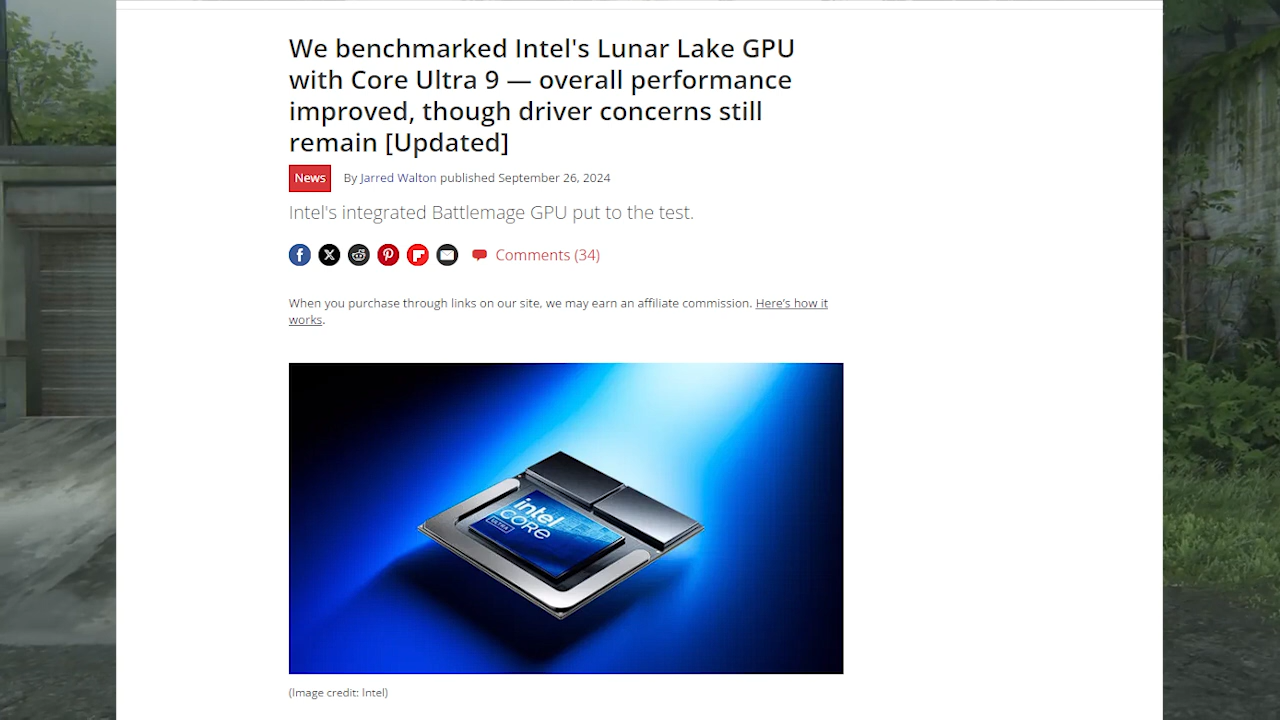 We benchmarked Intel's Lunar Lake GPU
with Core Ultra 9 — overall performance
improved, though driver concerns still
remain [Updated]
News By Jarred Walton published September 26, 2024
Intel's integrated Battlemage GPU put to the test.
Comments (34)
When you purchase through links on our site, we may earn an affiliate commission. Here's how it
works.
intel
CORE
ULTRA
(Image credit: Intel)